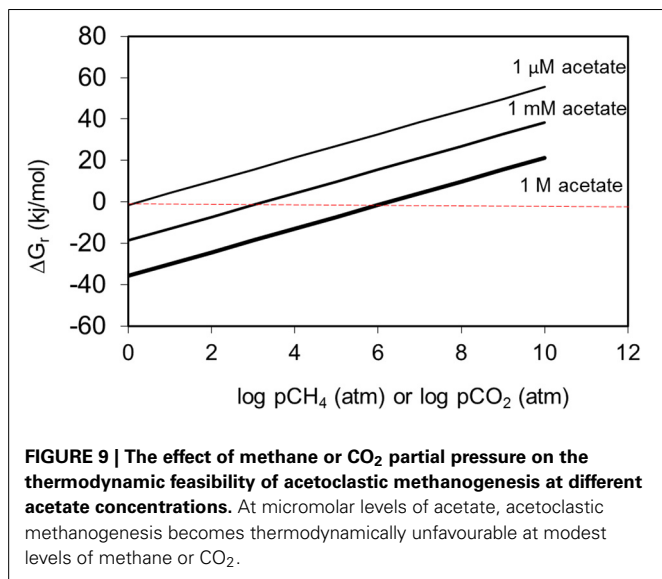 80
60
40
20
0
-20
-40
-60
ΔGr (kj/mol)
1 µM acetate
1 mM acetate
1 M acetate
0 2 4 6 8 10 12
log pCH4 (atm) or log pCO2 (atm)
FIGURE 9 | The effect of methane or CO2 partial pressure on the
thermodynamic feasibility of acetoclastic methanogenesis at different
acetate concentrations. At micromolar levels of acetate, acetoclastic
methanogenesis becomes thermodynamically unfavourable at modest
levels of methane or CO2.